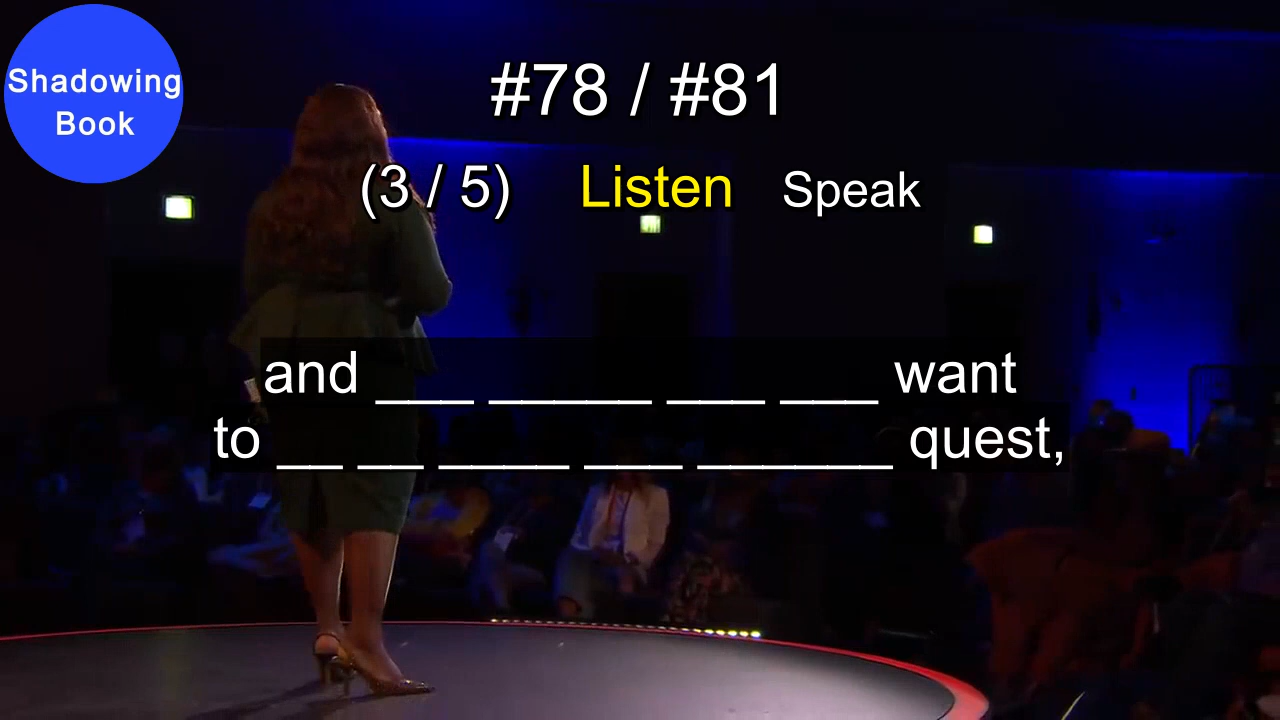 Shadowing
Book
#78 / #81
(3 / 5) Listen Speak
and ___ _____ ___ ___ want
to __ __ ____ ___ ______ quest,